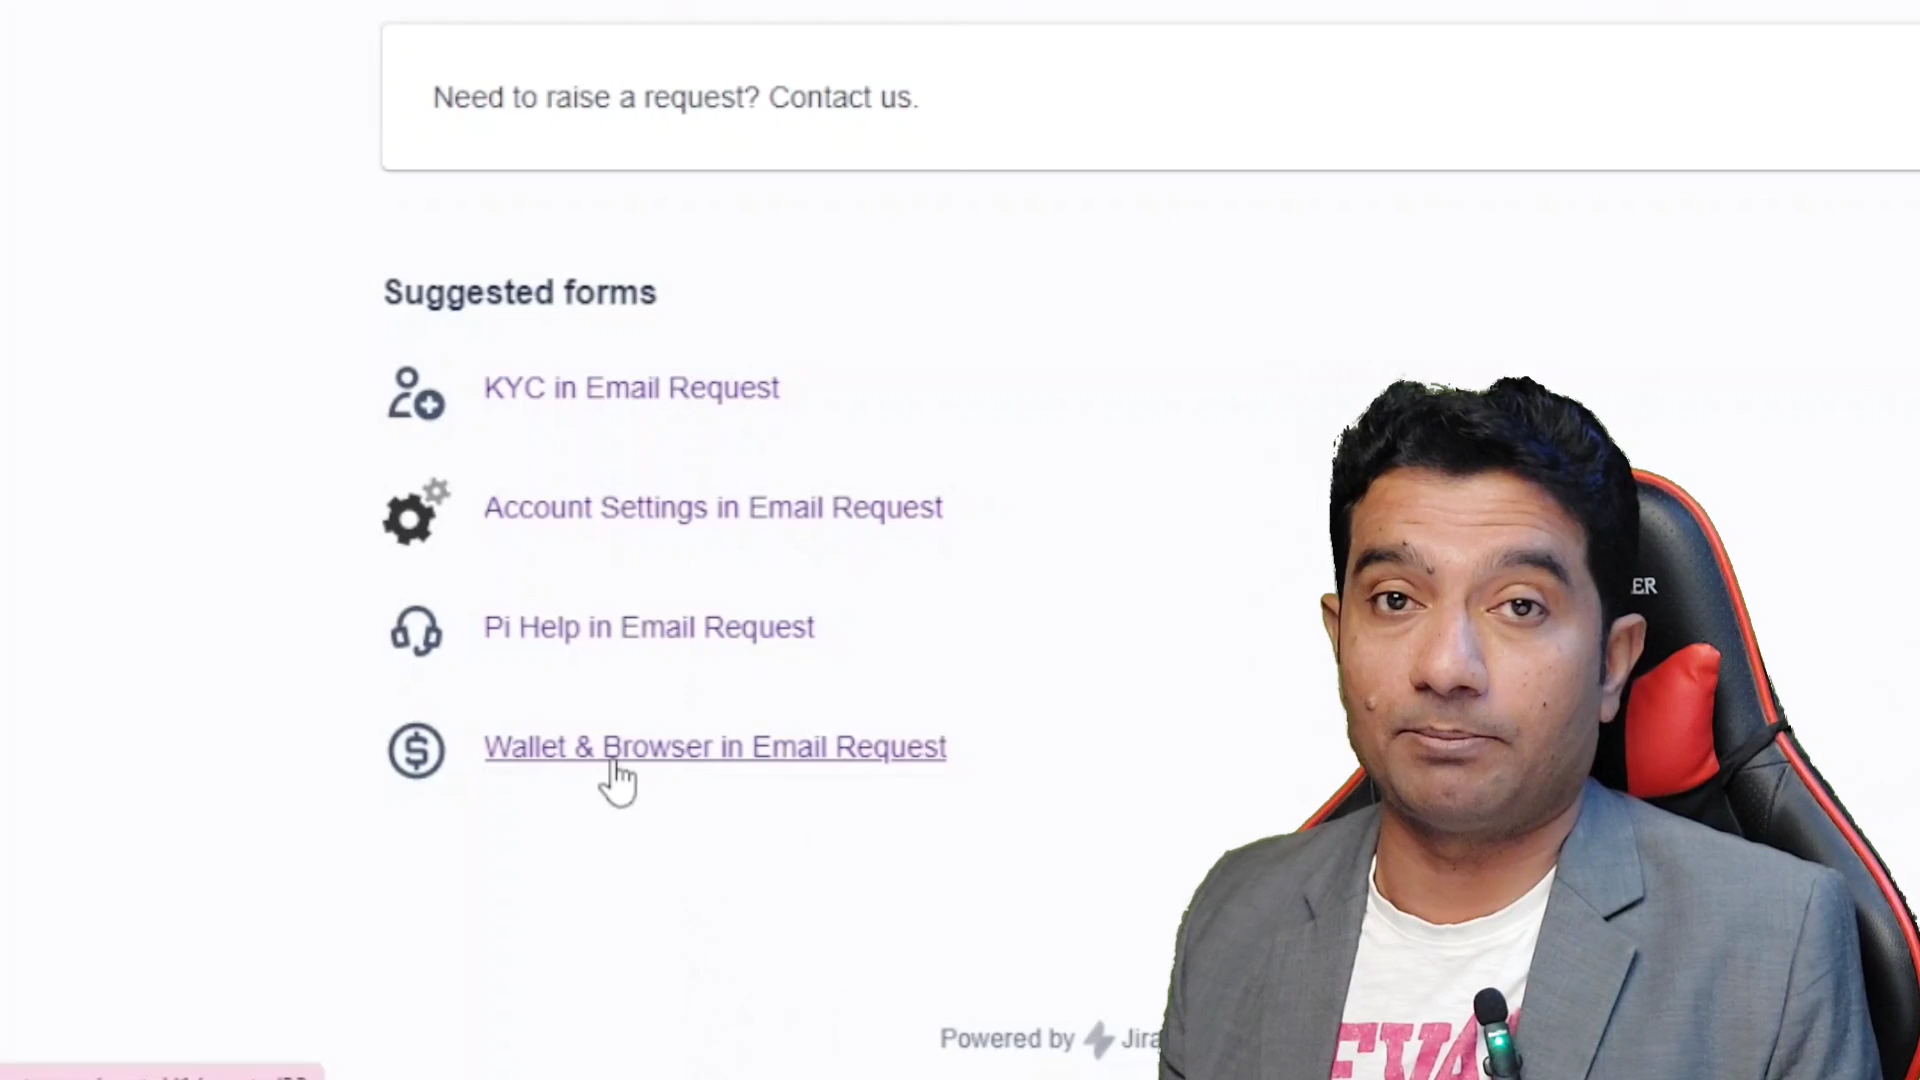 Need to raise a request? Contact us.
Suggested forms
KYC in Email Request
Account Settings in Email Request
Pi Help in Email Request
Wallet & Browser in Email Request
ER
Powered by Jira